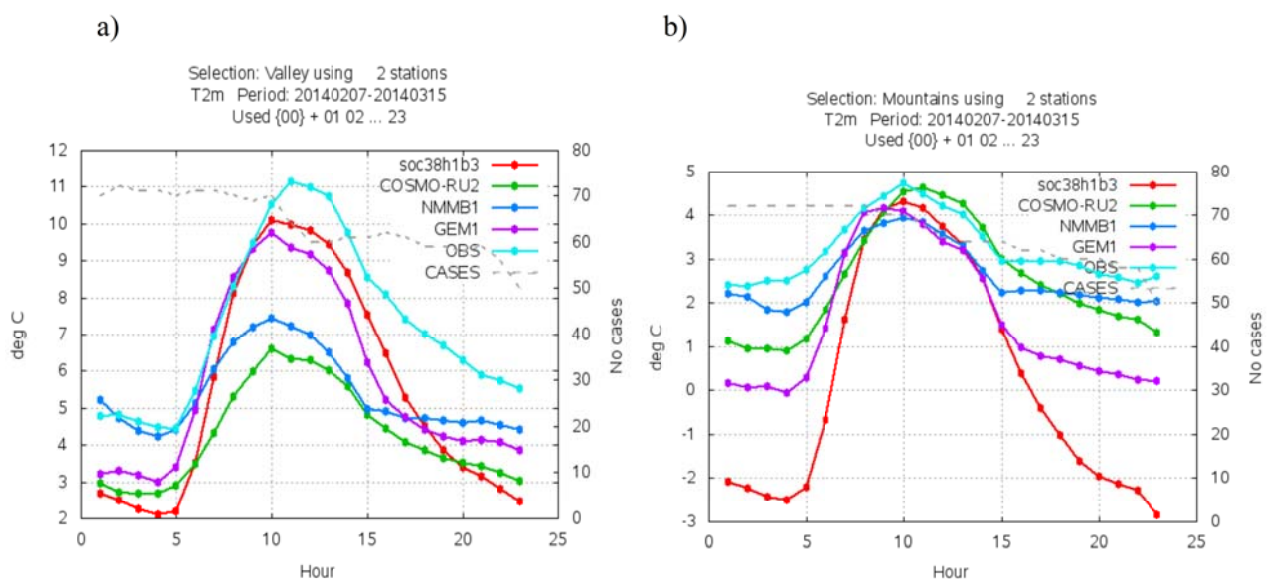 a)
Selection: Valley using 2 stations
T2m Period: 20140207-20140315
Used {00} + 01 02 ... 23
12
11
10
9
8
7
6
5
4
3
2
deg C
80
70
60
50
40
30
20
10
0
No cases
soc38h1b3
COSMO-RU2
NMMB1
GEM1
OBS
CASES
0 5 10 15 20 25
Hour
b)
Selection: Mountains using 2 stations
T2m Period: 20140207-20140315
Used {00} + 01 02 ... 23
5
4
3
2
1
0
-1
-2
-3
deg C
80
70
60
50
40
30
20
10
0
No cases
soc38h1b3
COSMO-RU2
NMMB1
GEM1
OBS
CASES
0 5 10 15 20 25
Hour